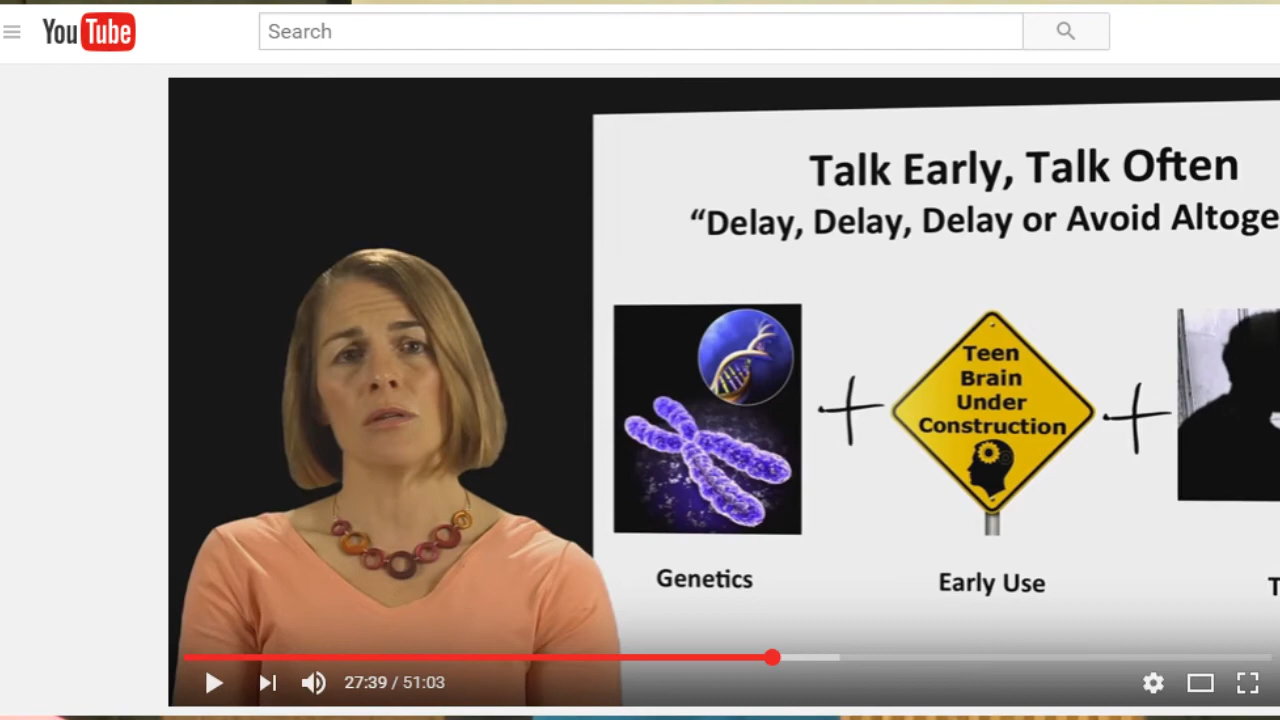 YouTube
Search
Talk Early, Talk Often
“Delay, Delay, Delay or Avoid Altoge
Teen
Brain
Under
Construction
Genetics
Early Use
T
27:39 / 51:03